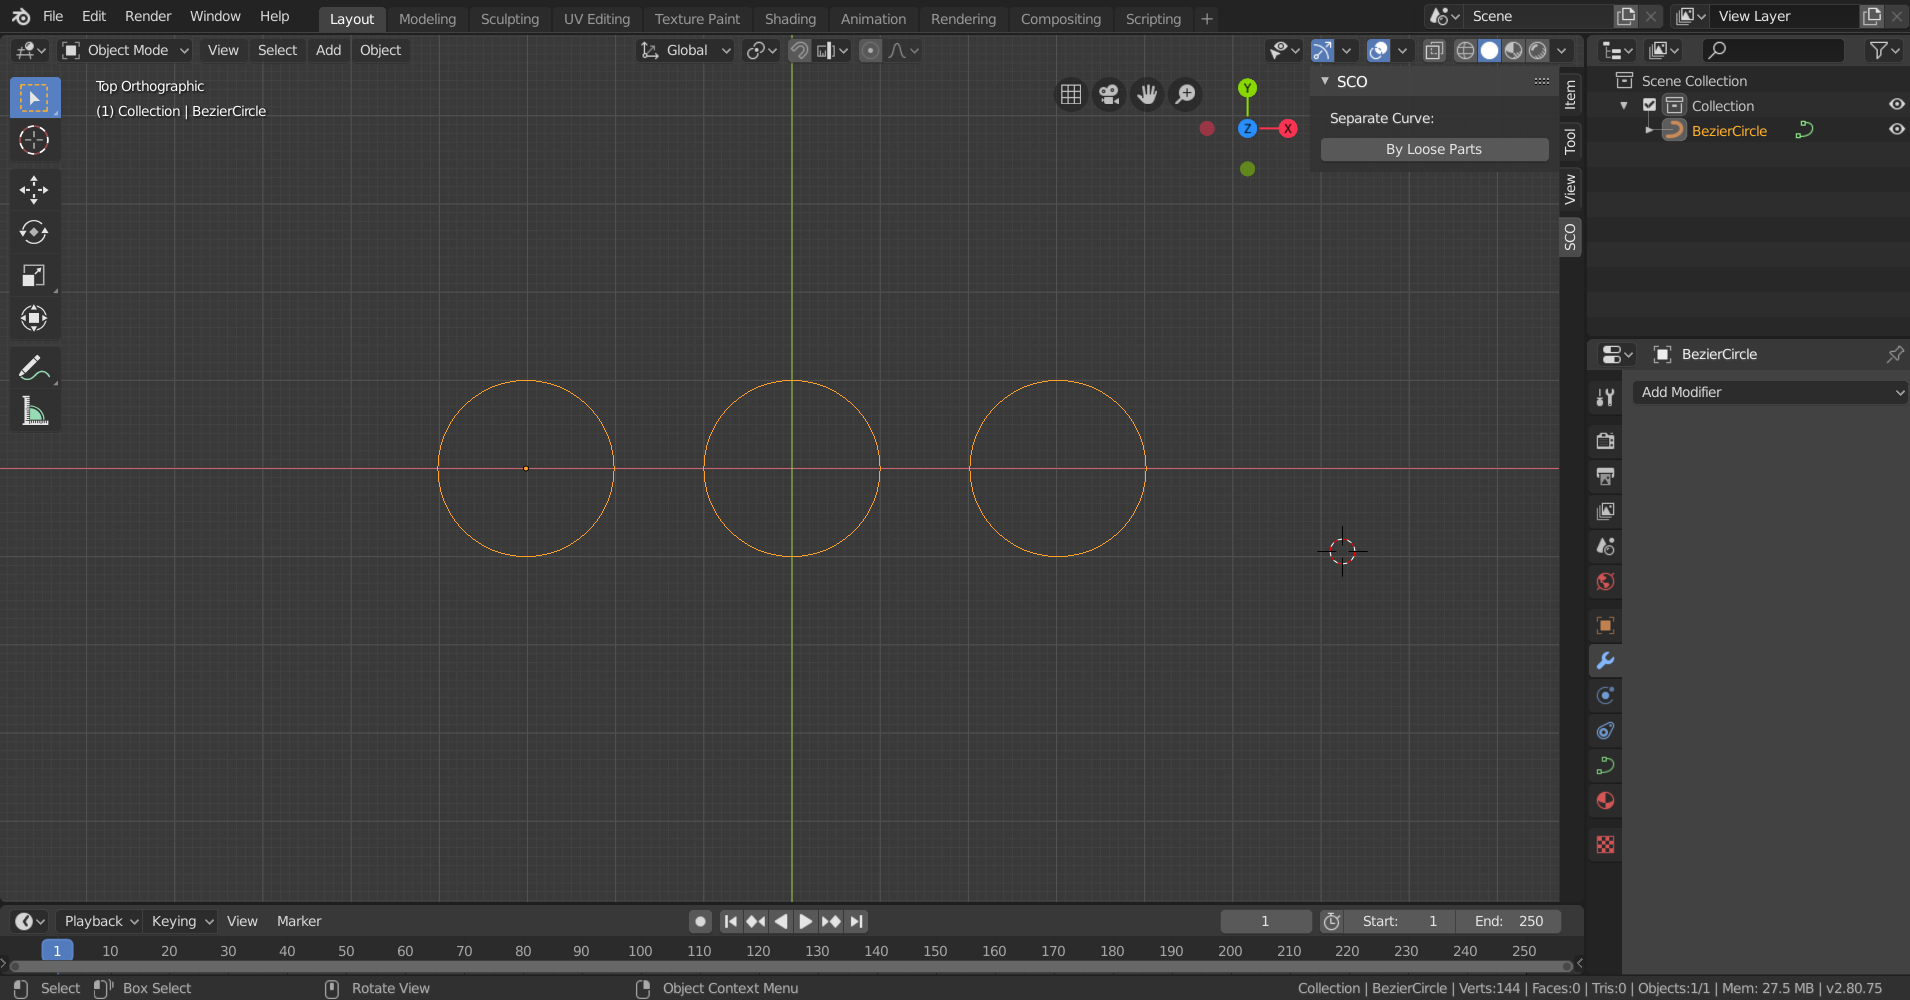 File Edit Render Window Help Layout Modeling Sculpting UV Editing Texture Paint Shading Animation Rendering Compositing Scripting + Scene View Layer
Object Mode View Select Add Object Global
Top Orthographic
(1) Collection | BezierCircle
Y
Z
X
SCO
Separate Curve:
By Loose Parts
Item
Tool
View
SCO
Scene Collection
Collection
BezierCircle
BezierCircle
Add Modifier
Playback Keying View Marker 1 Start: 1 End: 250
1 10 20 30 40 50 60 70 80 90 100 110 120 130 140 150 160 170 180 190 200 210 220 230 240 250
Select Box Select Rotate View Object Context Menu Collection | BezierCircle | Verts:144 | Faces:0 | Tris:0 | Objects:1/1 | Mem: 27.5 MB | v2.80.75